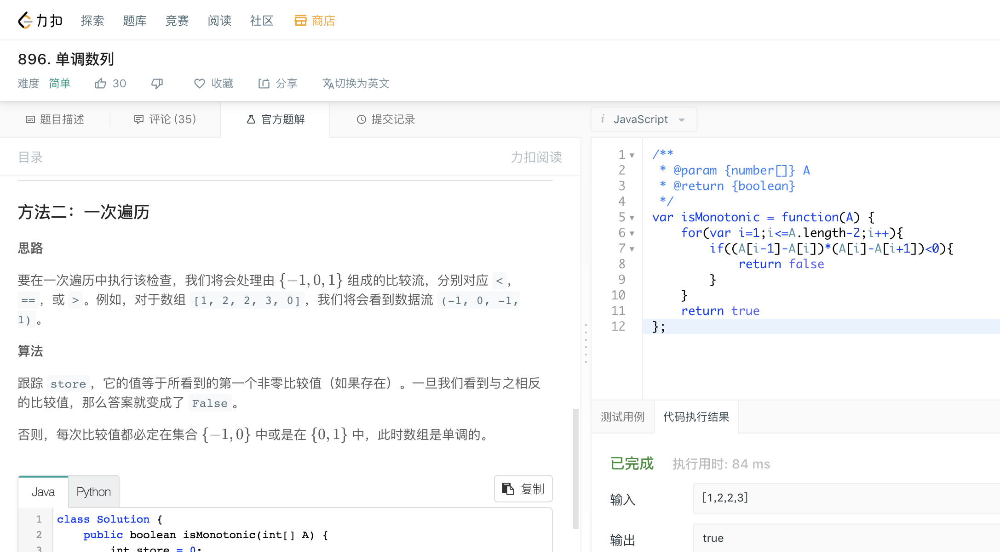 力扣 探索 题库 竞赛 阅读 社区 商店
896. 单调数列
难度 简单 30 收藏 分享 切换为英文
题目描述 评论 (35) 官方题解 提交记录
目录 力扣阅读
方法二：一次遍历
思路
要在一次遍历中执行该检查，我们将会处理由 {−1, 0, 1} 组成的比较流，分别对应 <，
==，或 >。例如，对于数组 [1, 2, 2, 3, 0]，我们将会看到数据流 (-1, 0, -1,
1)。
算法
跟踪 store，它的值等于所看到的第一个非零比较值（如果存在）。一旦我们看到与之相反
的比较值，那么答案就变成了 False。
否则，每次比较值都必定在集合 {−1, 0} 中或是在 {0, 1} 中，此时数组是单调的。
Java Python 复制
1 class Solution {
2     public boolean isMonotonic(int[] A) {
3         int store = 0;
i JavaScript
1 /**
2  * @param {number[]} A
3  * @return {boolean}
4  */
5 var isMonotonic = function(A) {
6     for(var i=1;i<=A.length-2;i++){
7         if((A[i-1]-A[i])*(A[i]-A[i+1])<0){
8             return false
9         }
10     }
11     return true
12 };
测试用例 代码执行结果
已完成 执行用时: 84 ms
输入 [1,2,2,3]
输出 true